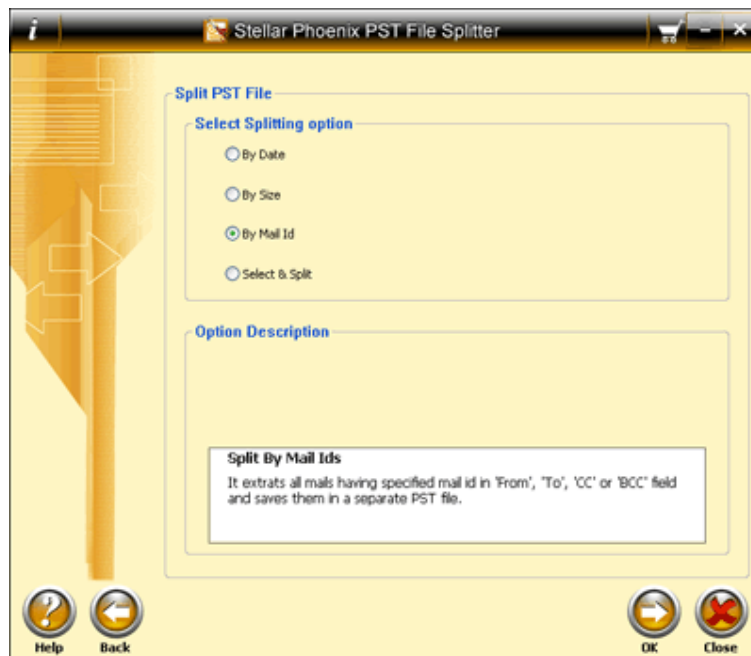 i
Stellar Phoenix PST File Splitter
Split PST File
Select Splitting option
By Date
By Size
By Mail Id
Select & Split
Option Description
Split By Mail Ids
It extrats all mails having specified mail id in 'From', 'To', 'CC' or 'BCC' field
and saves them in a separate PST file.
?
Help
Back
OK
Close